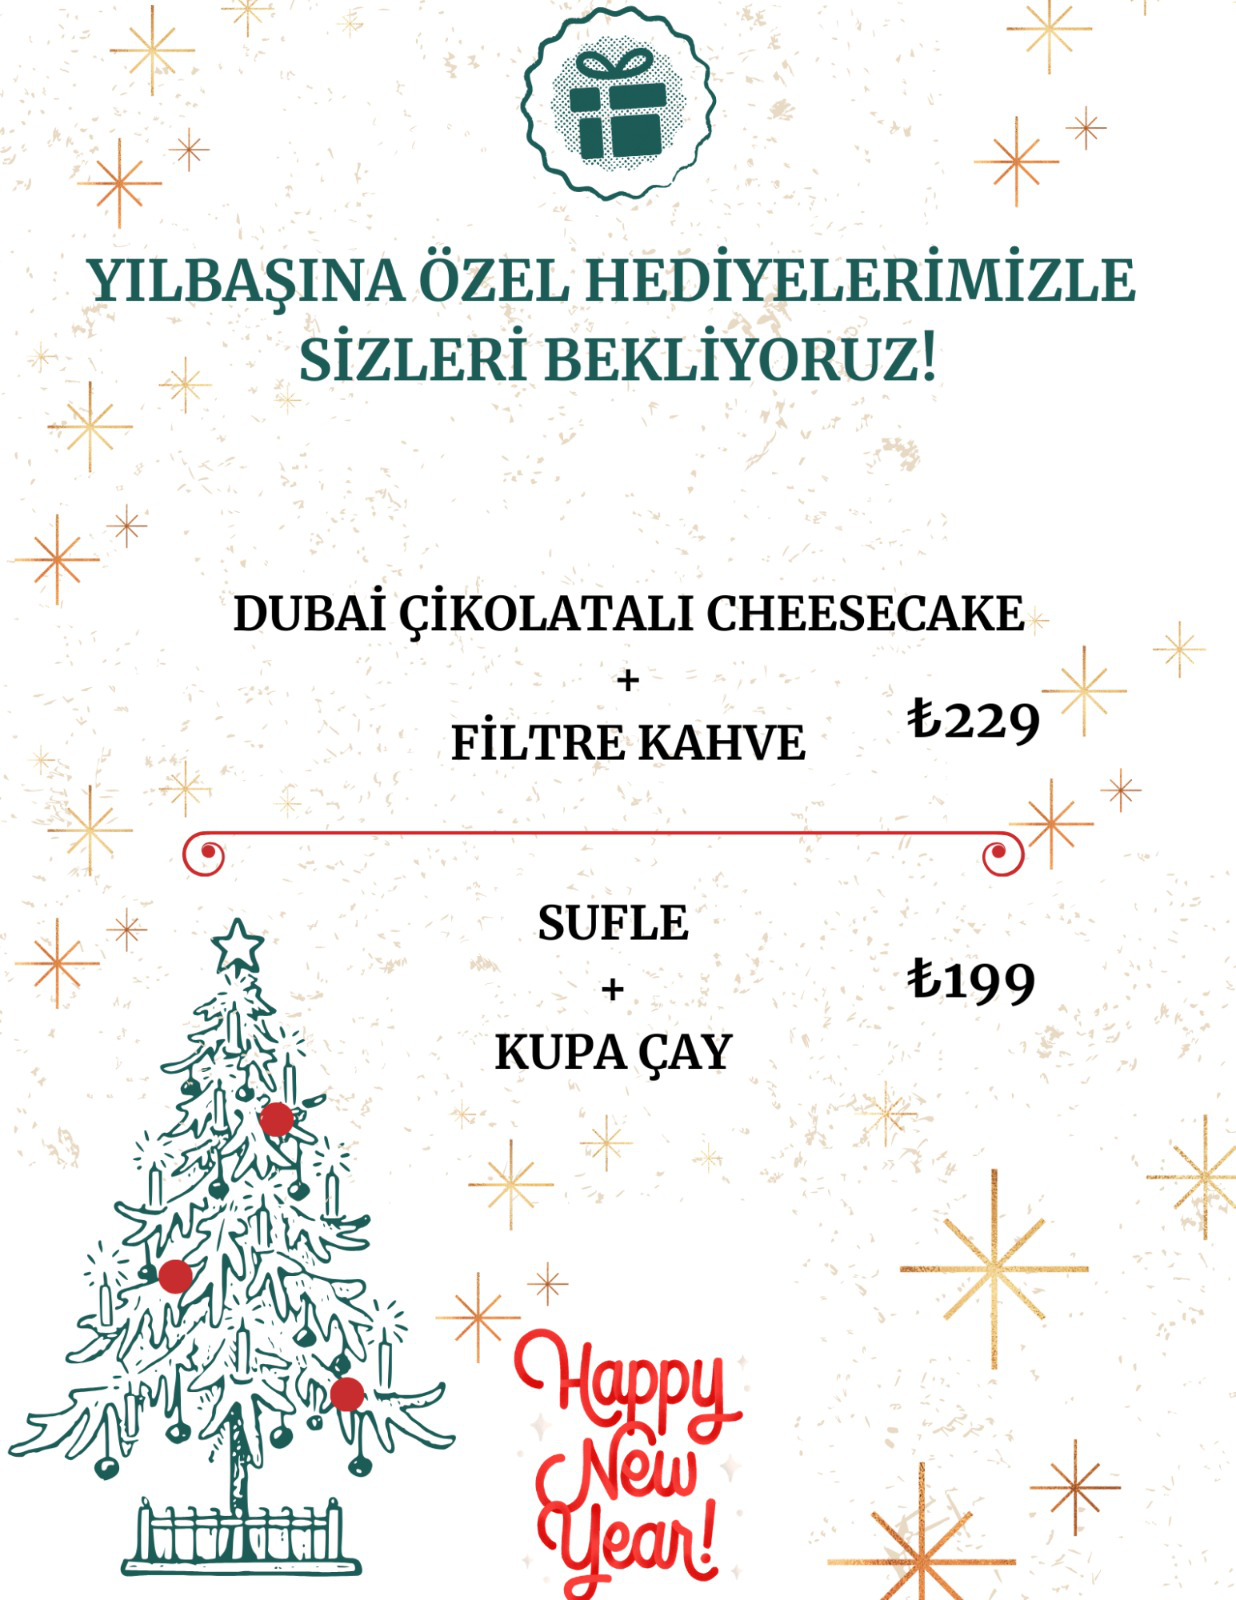 YILBAŞINA ÖZEL HEDİYELERİMİZLE
SİZLERİ BEKLİYORUZ!
DUBAİ ÇİKOLATALI CHEESECAKE
+
FİLTRE KAHVE
₺229
SUFLE
+
KUPA ÇAY
₺199
Happy
New
Year!